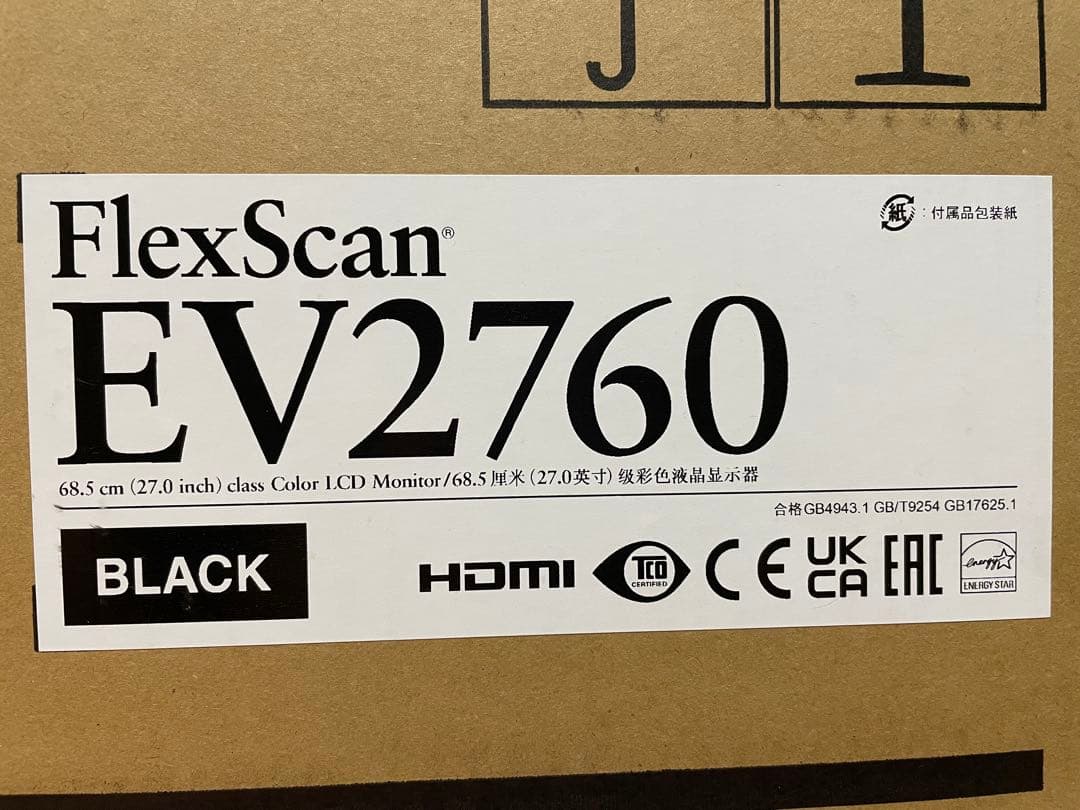 J I
FlexScan®
紙：付属品包装紙
EV2760
68.5 cm (27.0 inch) class Color LCD Monitor/68.5厘米(27.0英寸)级彩色液晶显示器
合格GB4943.1 GB/T9254 GB17625.1
BLACK
HDMI TCO CERTIFIED CE UK CA EAC energy ENERGY STAR